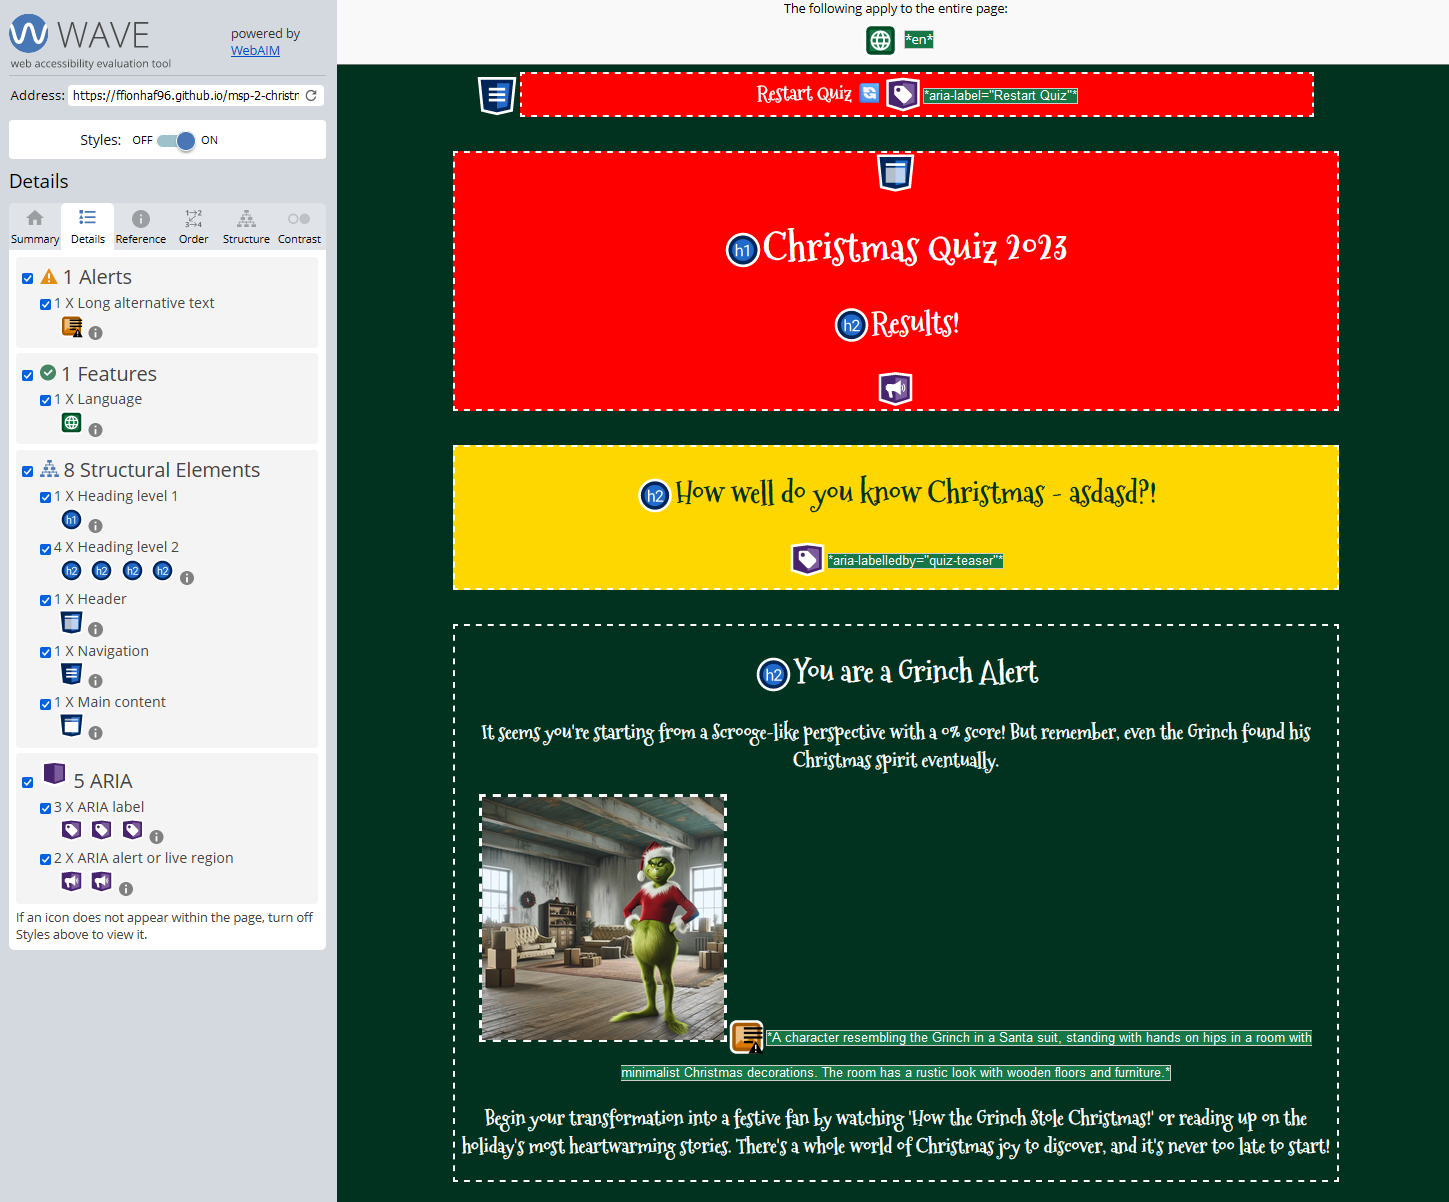 WAVE
web accessibility evaluation tool
powered by
WebAIM
Address: https://ffionhaf96.github.io/msp-2-christm
Styles: OFF ON
Details
Summary Details Reference Order Structure Contrast
1 Alerts
1 X Long alternative text
1 Features
1 X Language
8 Structural Elements
1 X Heading level 1
h1
4 X Heading level 2
h2 h2 h2 h2
1 X Header
1 X Navigation
1 X Main content
5 ARIA
3 X ARIA label
2 X ARIA alert or live region
If an icon does not appear within the page, turn off
Styles above to view it.
The following apply to the entire page:
*en*
Restart Quiz *aria-label="Restart Quiz"*
h1 Christmas Quiz 2023
h2 Results!
h2 How well do you know Christmas - asdasd?!
*aria-labelledby="quiz-teaser"*
h2 You are a Grinch Alert
It seems you're starting from a Scrooge-like perspective with a 0% score! But remember, even the Grinch found his
Christmas spirit eventually.
*A character resembling the Grinch in a Santa suit, standing with hands on hips in a room with
minimalist Christmas decorations. The room has a rustic look with wooden floors and furniture.*
Begin your transformation into a festive fan by watching 'How the Grinch Stole Christmas!' or reading up on the
holiday's most heartwarming stories. There's a whole world of Christmas joy to discover, and it's never too late to start!